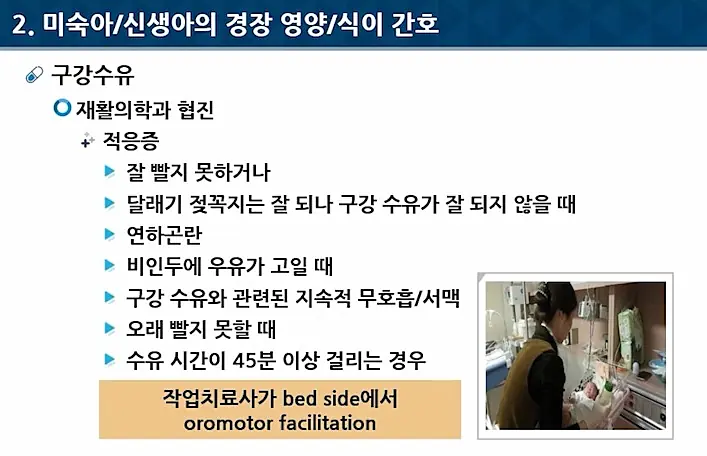 2. 미숙아/신생아의 경장 영양/식이 간호
구강수유
재활의학과 협진
적응증
잘 빨지 못하거나
달래기 젖꼭지는 잘 되나 구강 수유가 잘 되지 않을 때
연하곤란
비인두에 우유가 고일 때
구강 수유와 관련된 지속적 무호흡/서맥
오래 빨지 못할 때
수유 시간이 45분 이상 걸리는 경우
작업치료사가 bed side에서
oromotor facilitation